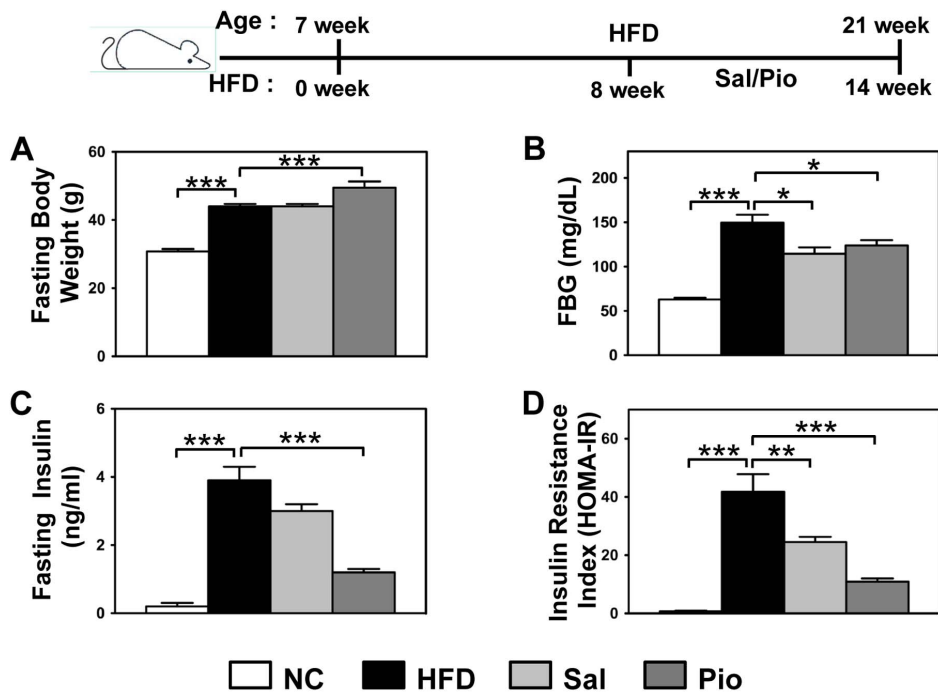 Age : 7 week HFD 21 week
HFD : 0 week 8 week Sal/Pio 14 week
A
Fasting Body
Weight (g)
60
40
20
0
***
***
B
FBG (mg/dL)
200
150
100
50
0
***
*
*
C
Fasting Insulin
(ng/ml)
6
4
2
0
***
***
D
Insulin Resistance
Index (HOMA-IR)
60
40
20
0
***
**
***
NC HFD Sal Pio